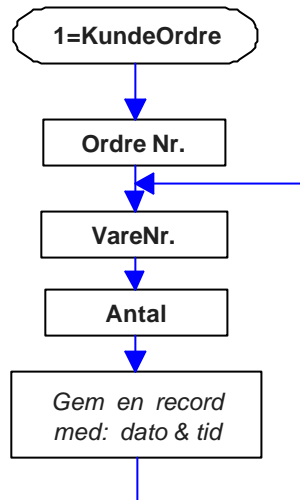 1=KundeOrdre
Ordre Nr.
VareNr.
Antal
Gem en record
med: dato & tid